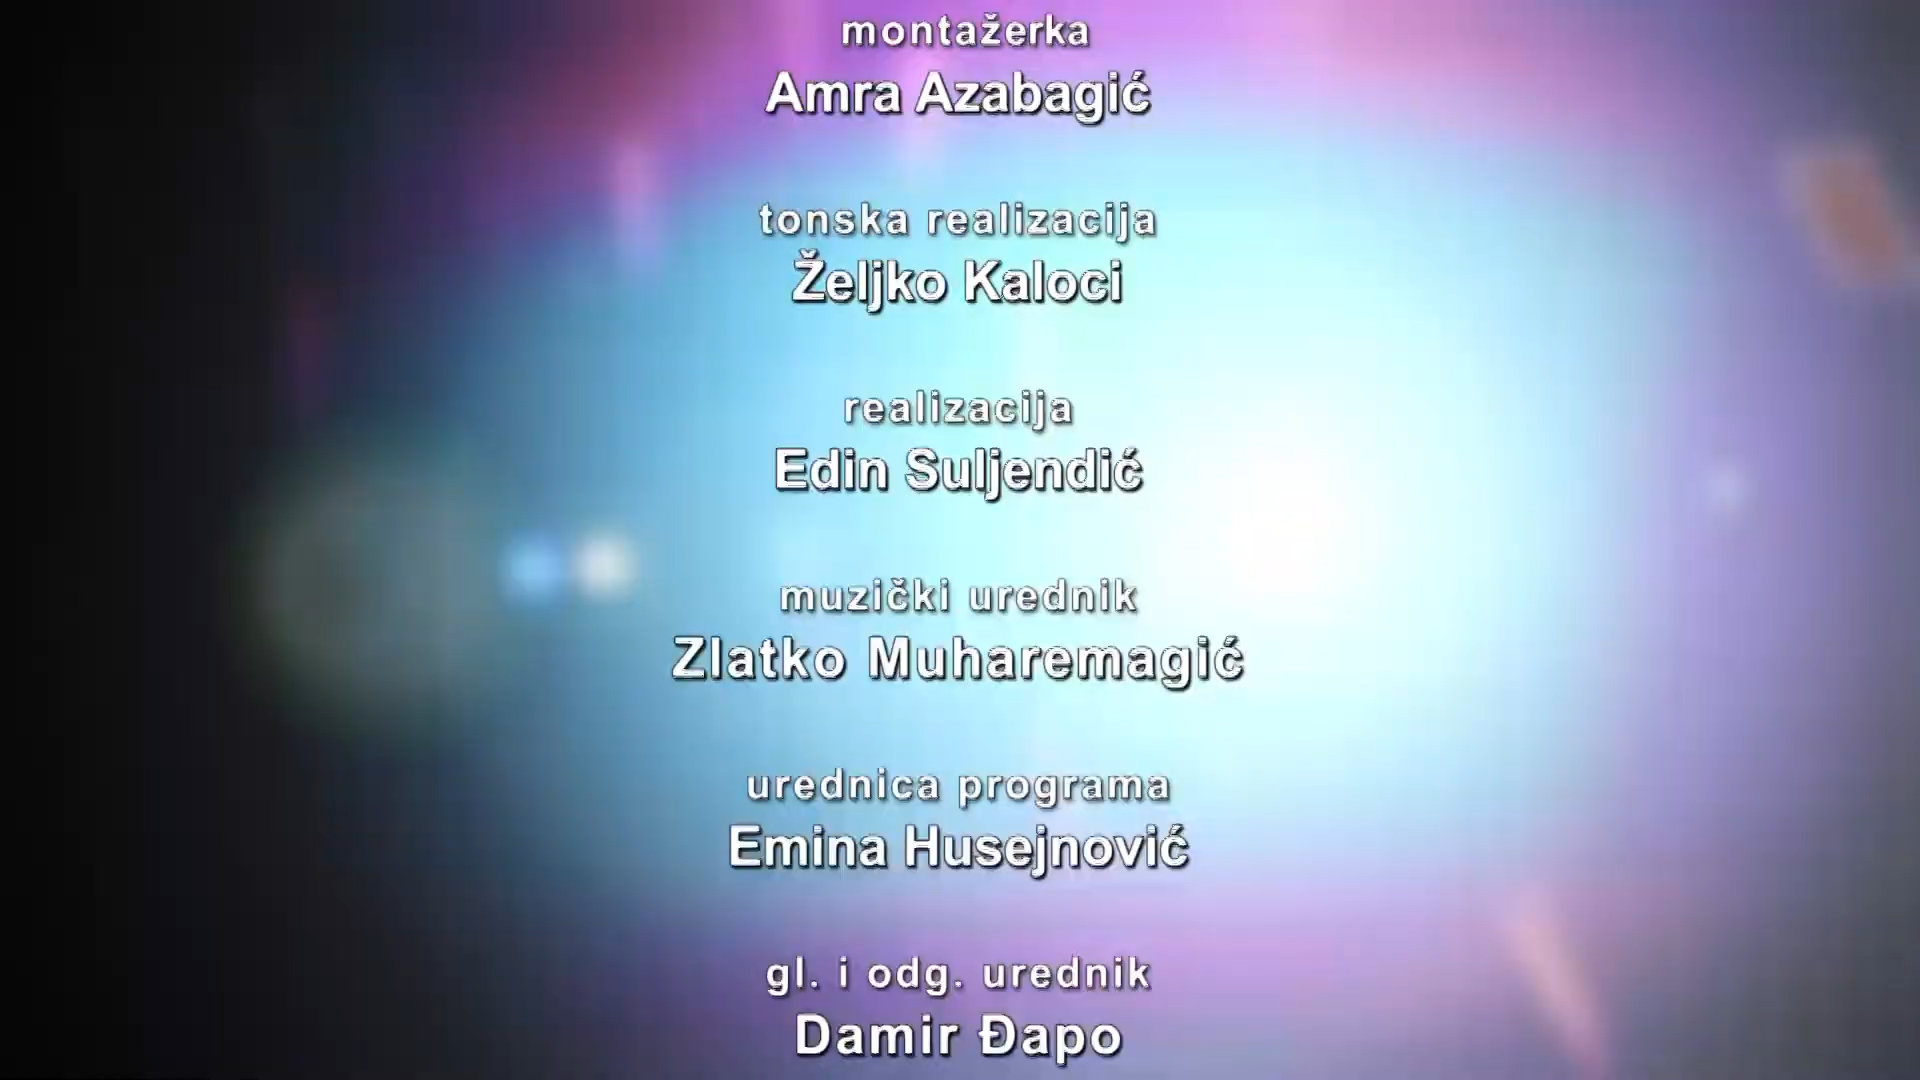 montažerka
Amra Azabagić
tonska realizacija
Željko Kaloci
realizacija
Edin Suljendić
muzički urednik
Zlatko Muharemagić
urednica programa
Emina Husejnović
gl. i odg. urednik
Damir Đapo